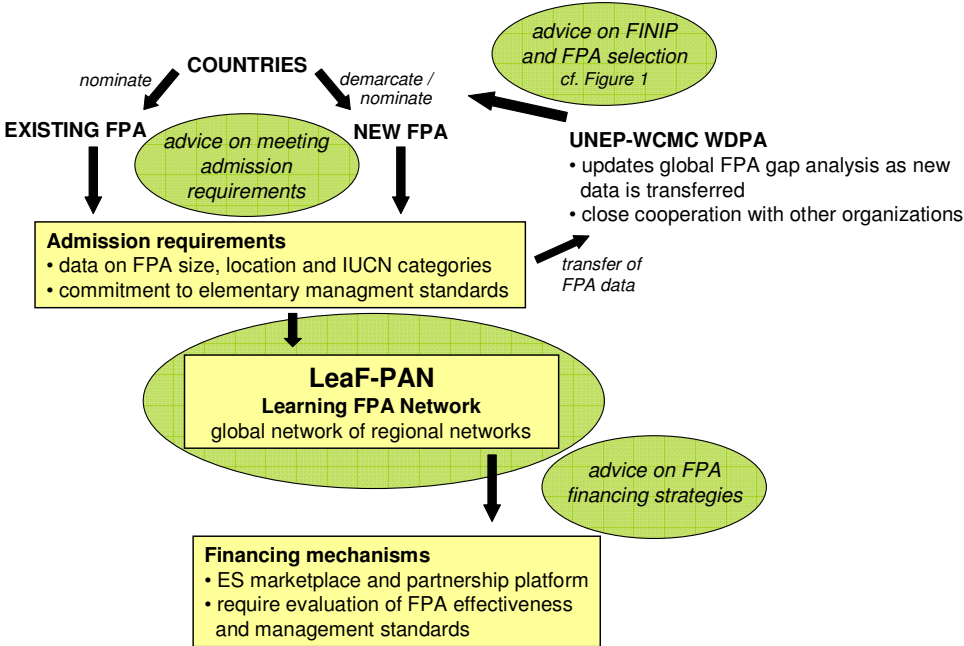 advice on FINIP
and FPA selection
cf. Figure 1
COUNTRIES
nominate
demarcate /
nominate
EXISTING FPA
NEW FPA
advice on meeting
admission
requirements
UNEP-WCMC WDPA
• updates global FPA gap analysis as new
data is transferred
• close cooperation with other organizations
Admission requirements
• data on FPA size, location and IUCN categories
• commitment to elementary managment standards
transfer of
FPA data
LeaF-PAN
Learning FPA Network
global network of regional networks
advice on FPA
financing strategies
Financing mechanisms
• ES marketplace and partnership platform
• require evaluation of FPA effectiveness
and management standards